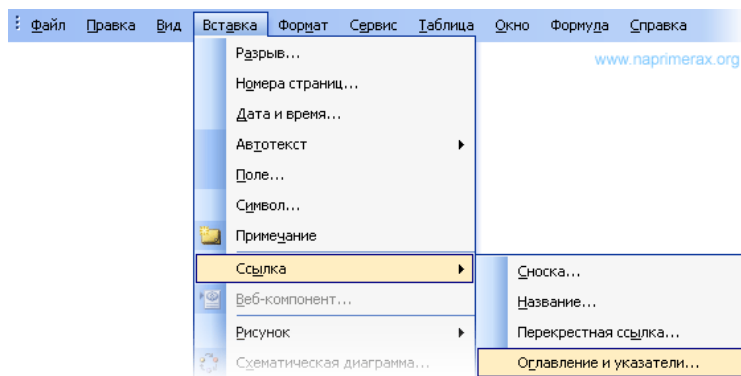 Файл Правка Вид Вставка Формат Сервис Таблица Окно Формула Справка
www.naprimerax.org
Разрыв...
Номера страниц...
Дата и время...
Автотекст
Поле...
Символ...
Примечание
Ссылка
Сноска...
Веб-компонент...
Название...
Рисунок
Перекрестная ссылка...
Схематическая диаграмма...
Оглавление и указатели...